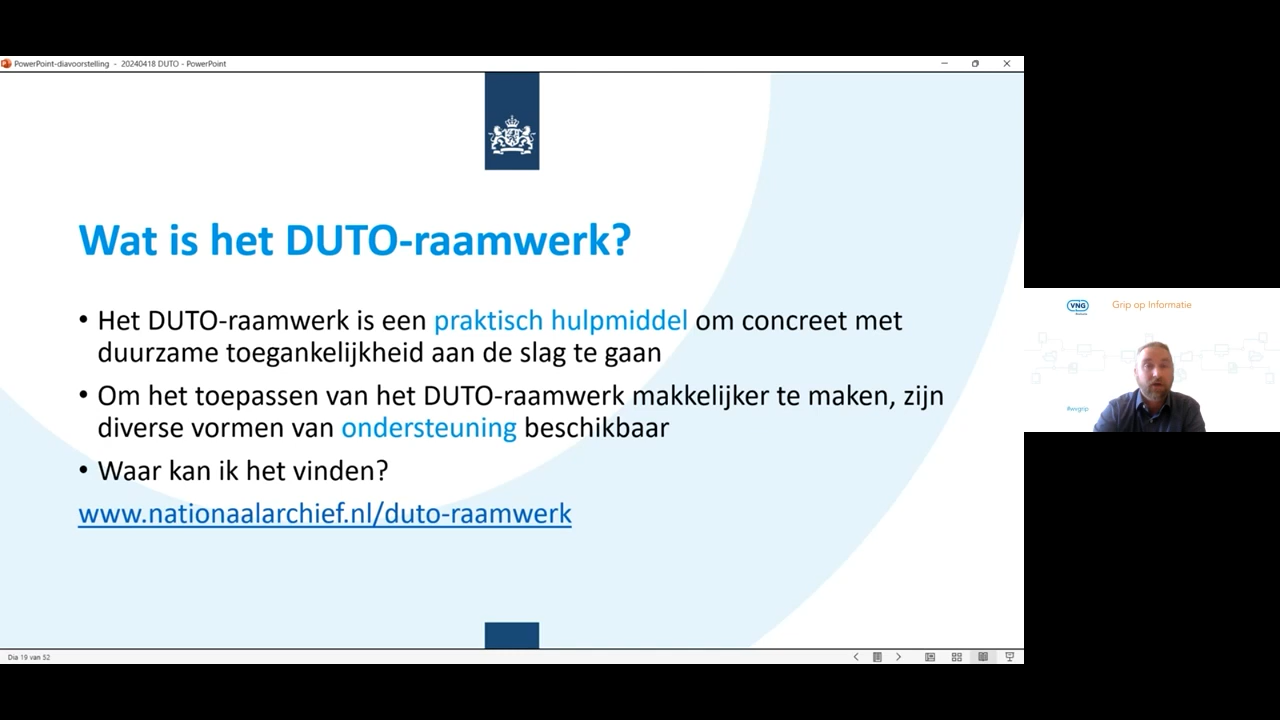 PowerPoint-diavoorstelling - 20240418 DUTO - PowerPoint
Wat is het DUTO-raamwerk?
• Het DUTO-raamwerk is een praktisch hulpmiddel om concreet met
duurzame toegankelijkheid aan de slag te gaan
• Om het toepassen van het DUTO-raamwerk makkelijker te maken, zijn
diverse vormen van ondersteuning beschikbaar
• Waar kan ik het vinden?
www.nationaalarchief.nl/duto-raamwerk
Dia 19 van 52
VNG
Grip op Informatie